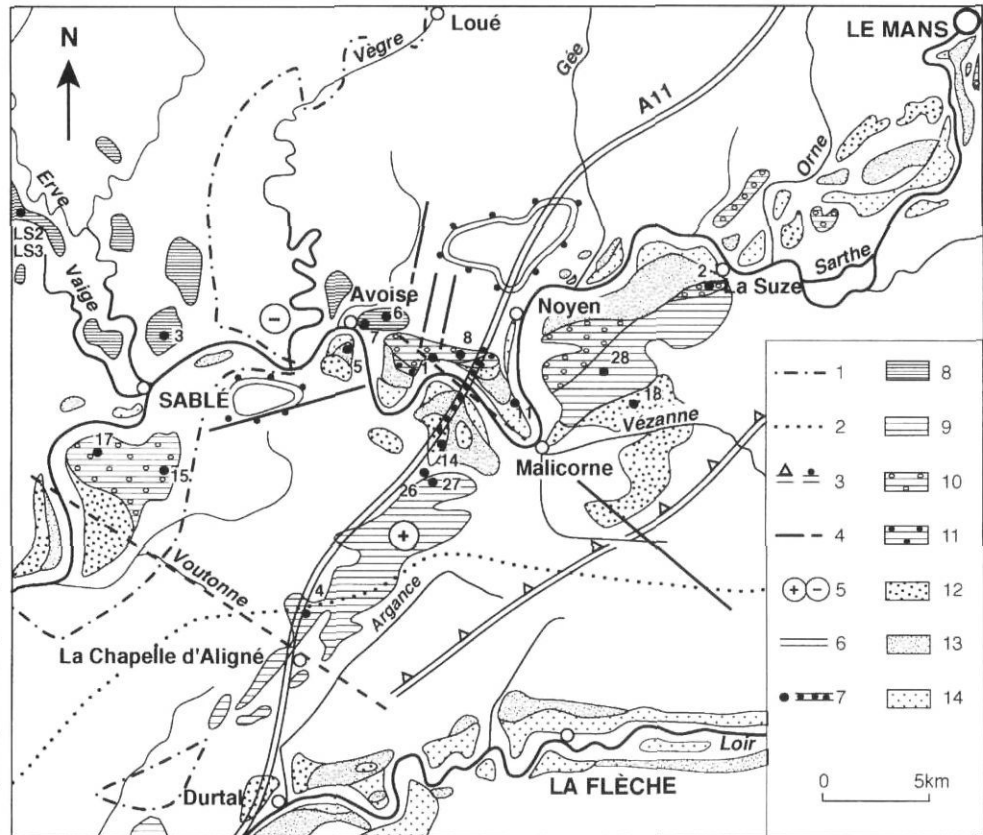 N
Loué
LE MANS
Vègre
Gée
A11
Orne
Erve
LS2
LS3
Vaige
Sarthe
2
La Suze
Avoise
6
7
Noyen
3
5
1
8
28
SABLÉ
11
18
Vézanne
17
15
14
Malicorne
26
27
+
-
Voutonne
4
Argance
La Chapelle d'Aligné
Loir
LA FLÈCHE
Durtal
1
2
3
4
+ - 5
6
7
8
9
10
11
12
13
14
0 5km